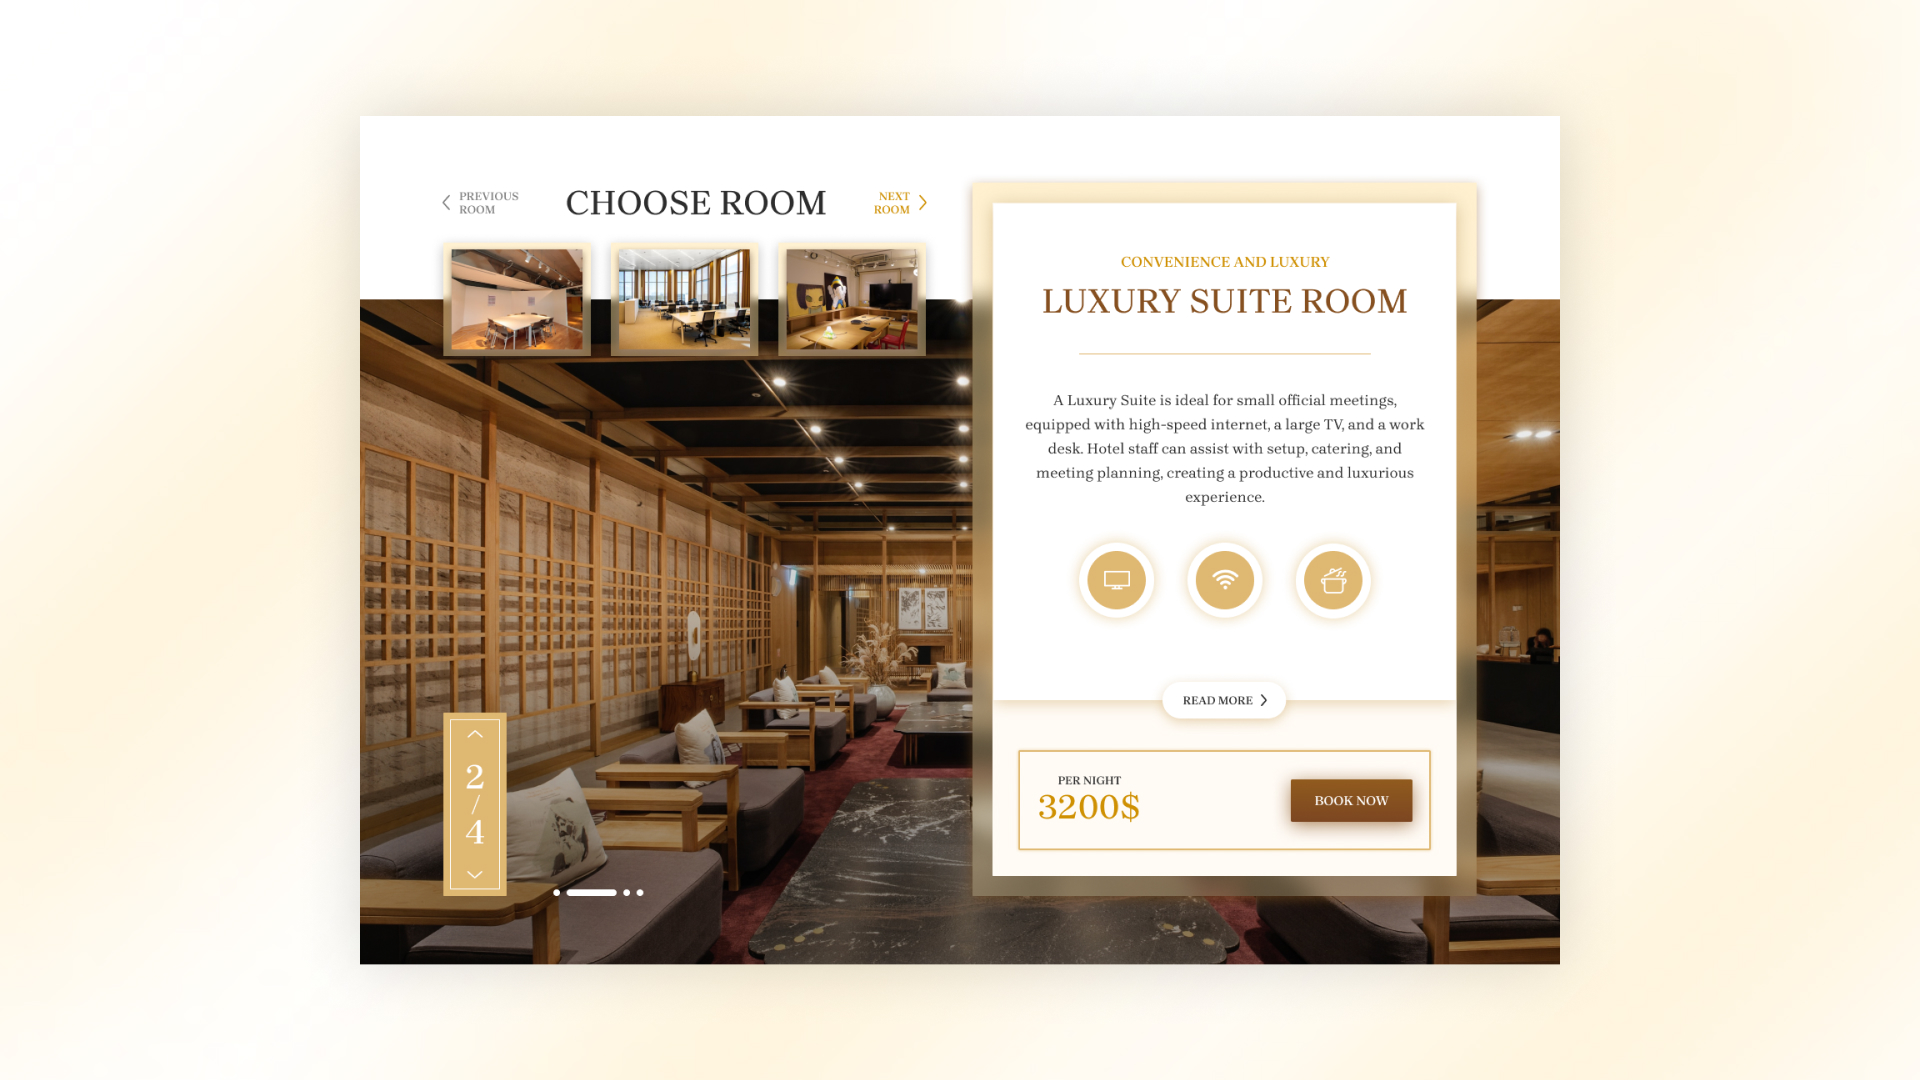 PREVIOUS
ROOM
CHOOSE ROOM
NEXT
ROOM
CONVENIENCE AND LUXURY
LUXURY SUITE ROOM
A Luxury Suite is ideal for small official meetings,
equipped with high-speed internet, a large TV, and a work
desk. Hotel staff can assist with setup, catering, and
meeting planning, creating a productive and luxurious
experience.
READ MORE
PER NIGHT
3200$
BOOK NOW
2
/
4